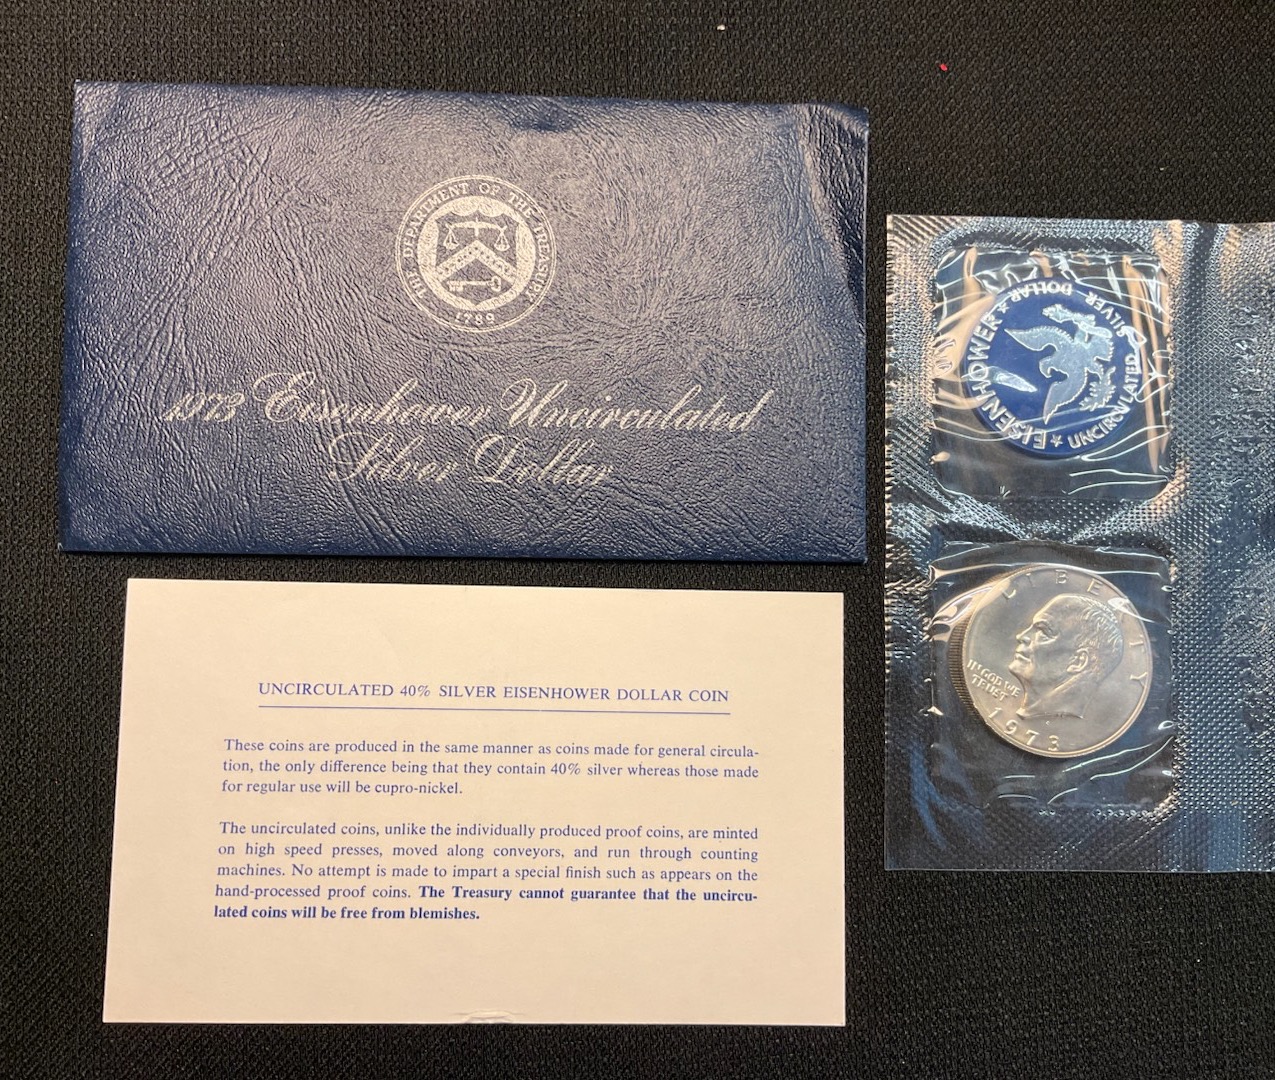 THE DEPARTMENT OF THE TREASURY
1789
1973 Eisenhower Uncirculated
Silver Dollar
EISENHOWER ★ DOLLAR
SILVER
UNCIRCULATED ★
LIBERTY
IN GOD WE
TRUST
1973
UNCIRCULATED 40% SILVER EISENHOWER DOLLAR COIN
These coins are produced in the same manner as coins made for general circula-
tion, the only difference being that they contain 40% silver whereas those made
for regular use will be cupro-nickel.
The uncirculated coins, unlike the individually produced proof coins, are minted
on high speed presses, moved along conveyors, and run through counting
machines. No attempt is made to impart a special finish such as appears on the
hand-processed proof coins. The Treasury cannot guarantee that the uncircu-
lated coins will be free from blemishes.